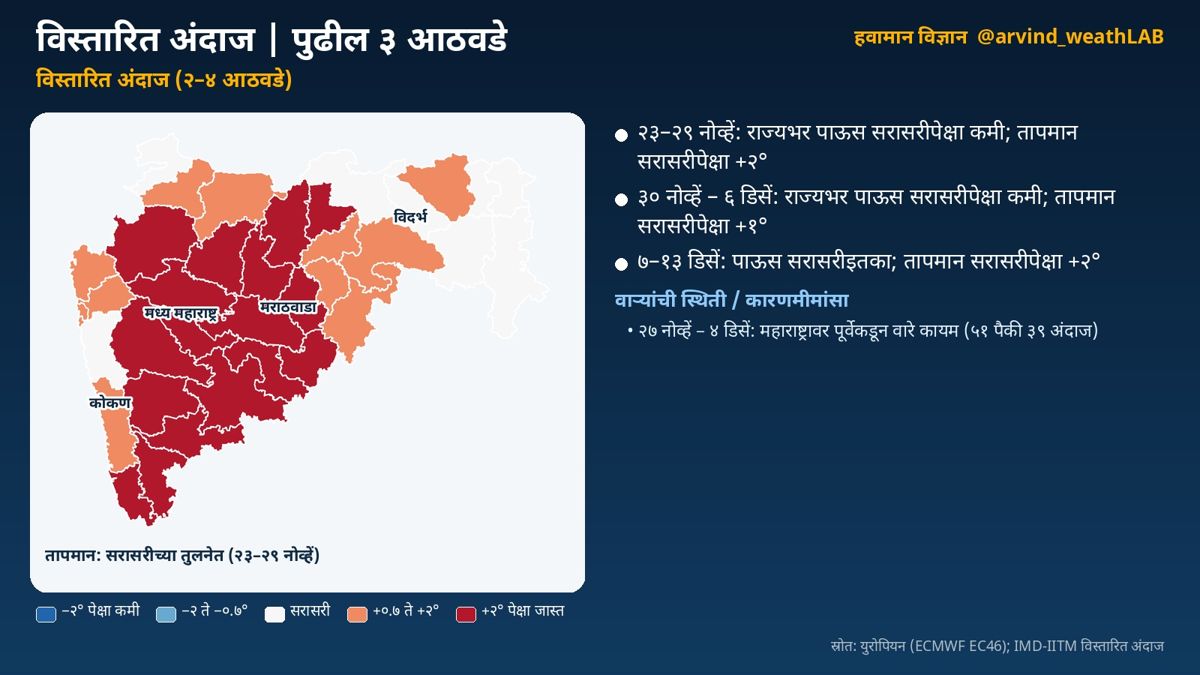 विस्तारित अंदाज | पुढील ३ आठवडे
हवामान विज्ञान @arvind_weathLAB
विस्तारित अंदाज (२–४ आठवडे)
विदर्भ
मध्य महाराष्ट्र
मराठवाडा
कोकण
तापमान: सरासरीच्या तुलनेत (२३–२९ नोव्हें)
−२° पेक्षा कमी
−२ ते −०.७°
सरासरी
+०.७ ते +२°
+२° पेक्षा जास्त
● २३–२९ नोव्हें: राज्यभर पाऊस सरासरीपेक्षा कमी; तापमान
सरासरीपेक्षा +२°
● ३० नोव्हें – ६ डिसें: राज्यभर पाऊस सरासरीपेक्षा कमी; तापमान
सरासरीपेक्षा +१°
● ७–१३ डिसें: पाऊस सरासरीइतका; तापमान सरासरीपेक्षा +२°
वाऱ्यांची स्थिती / कारणमीमांसा
• २७ नोव्हें – ४ डिसें: महाराष्ट्रावर पूर्वेकडून वारे कायम (५१ पैकी ३९ अंदाज)
स्रोत: युरोपियन (ECMWF EC46); IMD-IITM विस्तारित अंदाज